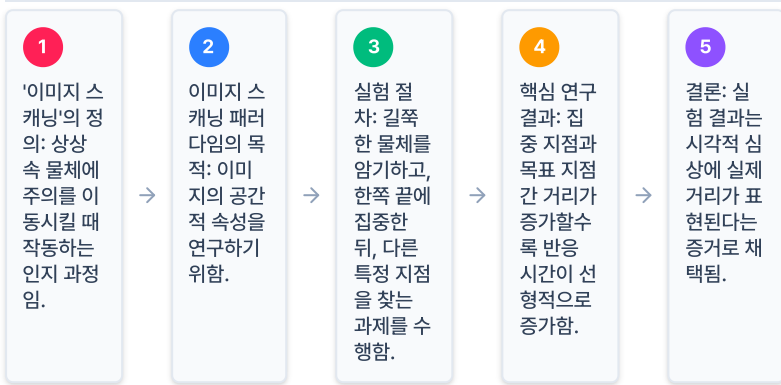 1
'이미지 스
캐닝'의 정
의: 상상
속 물체에
주의를 이
동시킬 때
작동하는
인지 과정
임.
2
이미지 스
캐닝 패러
다임의 목
적: 이미
지의 공간
적 속성을
연구하기
위함.
3
실험 절
차: 길쭉
한 물체를
암기하고,
한쪽 끝에
집중한
뒤, 다른
특정 지점
을 찾는
과제를 수
행함.
4
핵심 연구
결과: 집
중 지점과
목표 지점
간 거리가
증가할수
록 반응
시간이 선
형적으로
증가함.
5
결론: 실
험 결과는
시각적 심
상에 실제
거리가 표
현된다는
증거로 채
택됨.